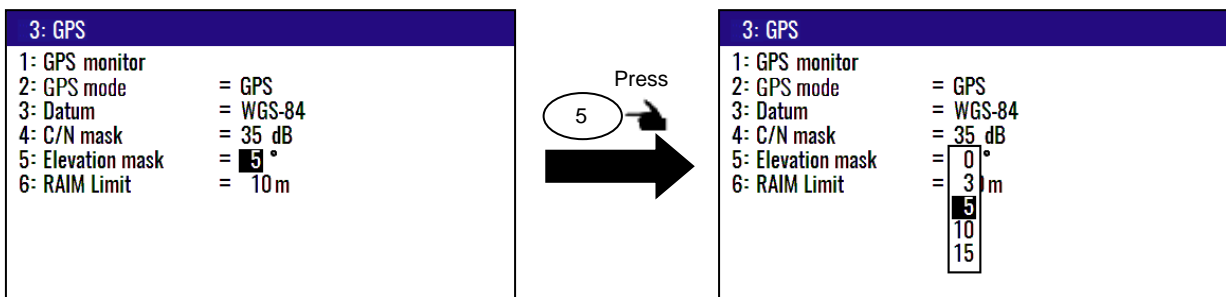 3: GPS
1: GPS monitor
2: GPS mode = GPS
3: Datum = WGS-84
4: C/N mask = 35 dB
5: Elevation mask = 5 °
6: RAIM Limit = 10 m
Press
5
3: GPS
1: GPS monitor
2: GPS mode = GPS
3: Datum = WGS-84
4: C/N mask = 35 dB
5: Elevation mask = 0 °
6: RAIM Limit = 3 m
5
10
15